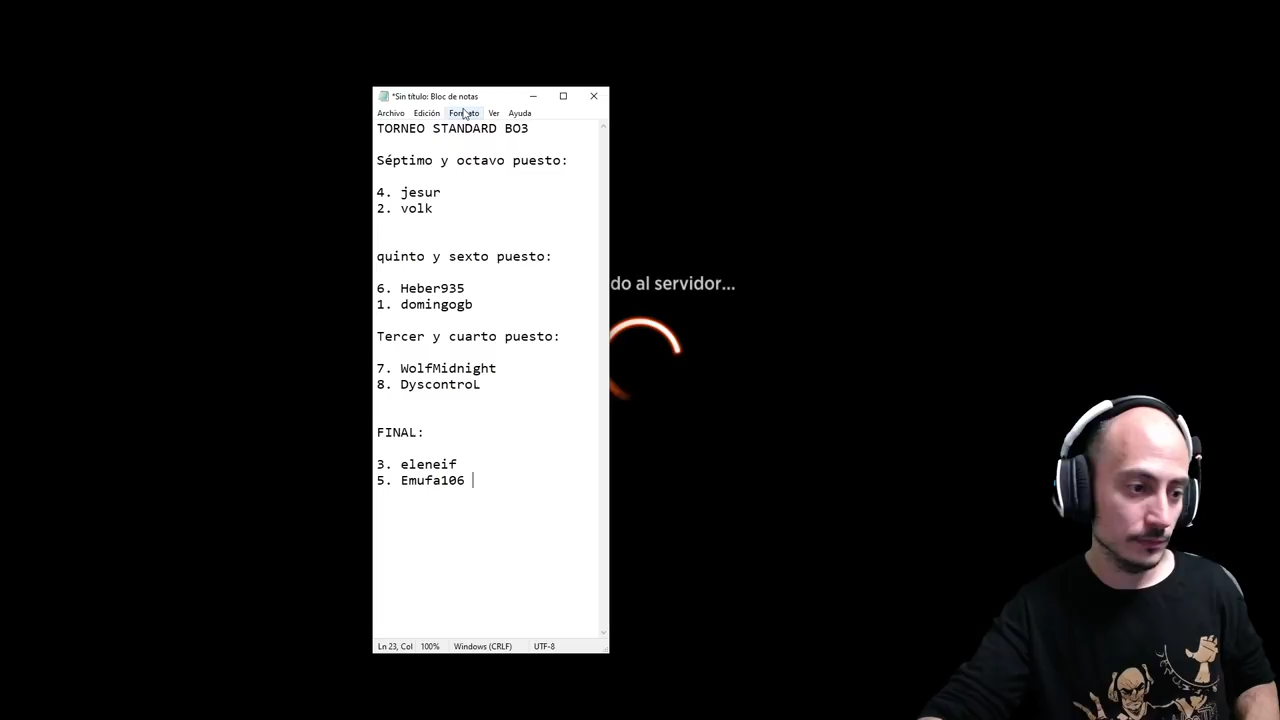 *Sin título: Bloc de notas
Archivo Edición Formato Ver Ayuda
TORNEO STANDARD BO3
Séptimo y octavo puesto:
4. jesur
2. volk
quinto y sexto puesto:
6. Heber935
1. domingogb
Tercer y cuarto puesto:
7. WolfMidnight
8. DyscontroL
FINAL:
3. eleneif
5. Emufa106
Ln 23, Col 100% Windows (CRLF) UTF-8
do al servidor...